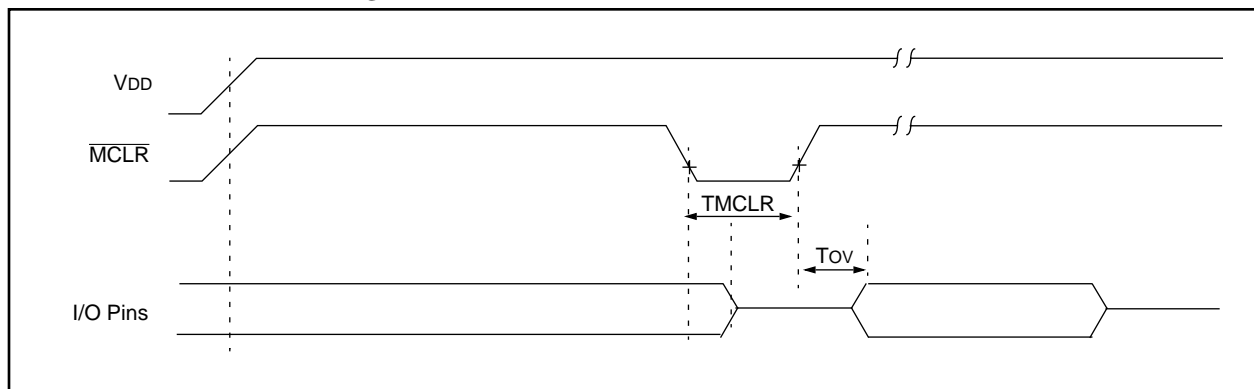 VDD
MCLR
TMCLR
TOV
I/O Pins